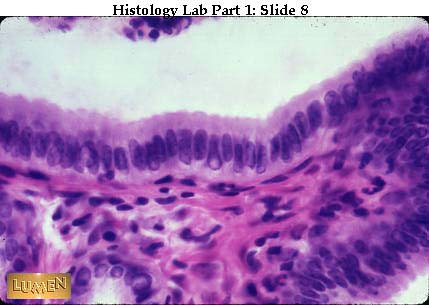 Histology Lab Part 1: Slide 8
LUMEN